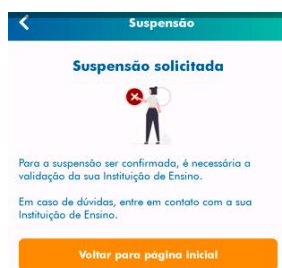 Suspensão
Suspensão solicitada
Para a suspensão ser confirmada, é necessária a
validação da sua Instituição de Ensino.
Em caso de dúvidas, entre em contato com a sua
Instituição de Ensino.
Voltar para página inicial